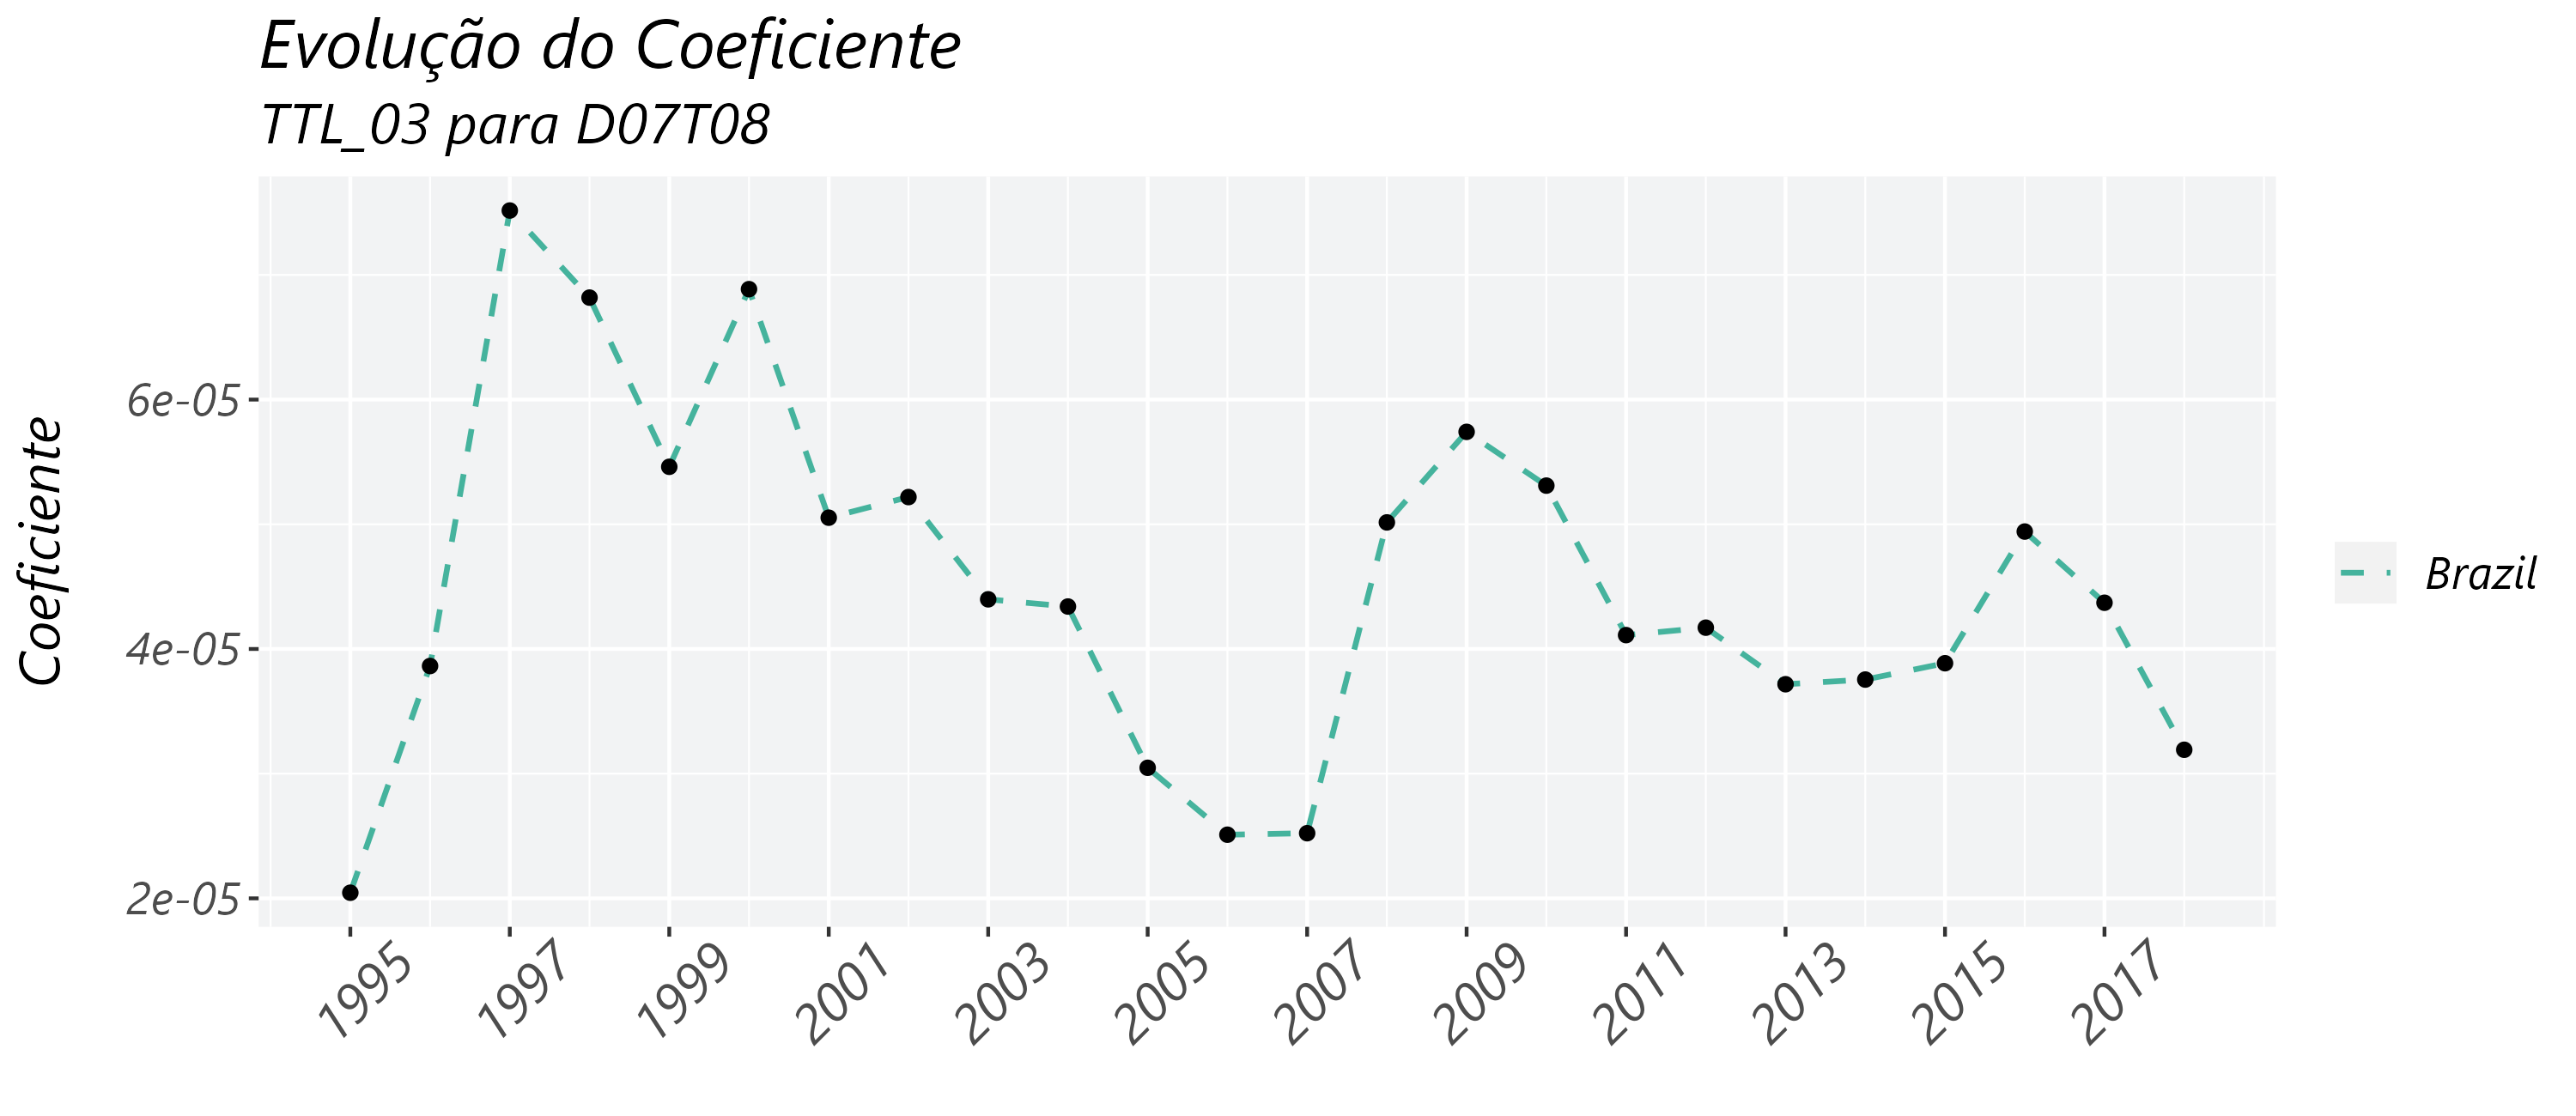 Evolução do Coeficiente
TTL_03 para D07T08
Coeficiente
6e-05
4e-05
2e-05
1995
1997
1999
2001
2003
2005
2007
2009
2011
2013
2015
2017
Brazil